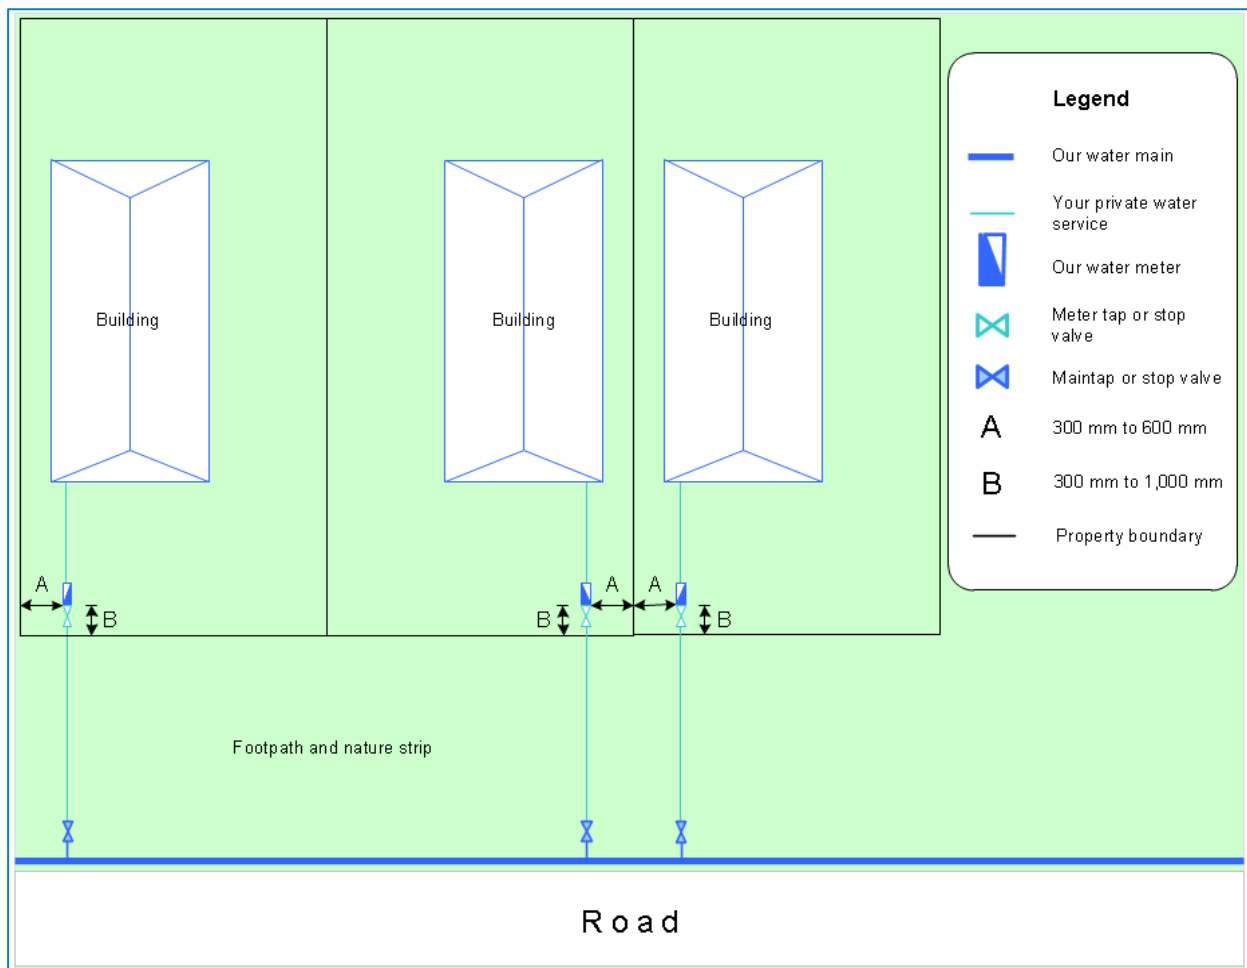 Legend
Our water main
Your private water
service
Our water meter
Meter tap or stop
valve
Maintap or stop valve
A
300 mm to 600 mm
B
300 mm to 1,000 mm
Property boundary
Building
Building
Building
A
A
A
B
B
B
Footpath and nature strip
Road